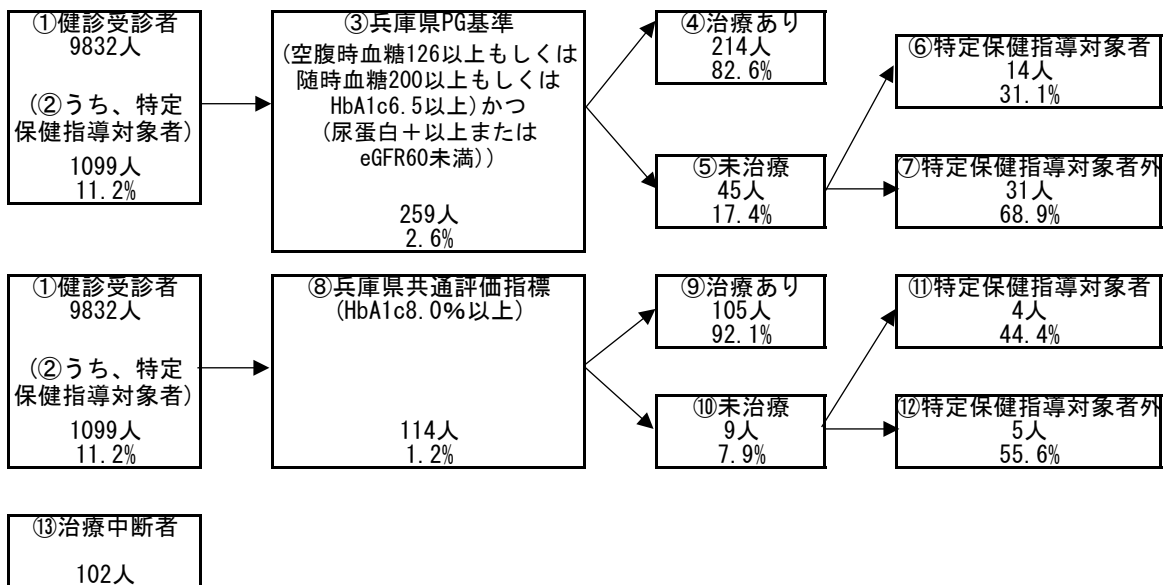 ①健診受診者
9832人
(②うち、特定
保健指導対象者)
1099人
11.2%
③兵庫県PG基準
(空腹時血糖126以上もしくは
随時血糖200以上もしくは
HbA1c6.5以上)かつ
(尿蛋白＋以上または
eGFR60未満))
259人
2.6%
④治療あり
214人
82.6%
⑤未治療
45人
17.4%
⑥特定保健指導対象者
14人
31.1%
⑦特定保健指導対象者外
31人
68.9%
①健診受診者
9832人
(②うち、特定
保健指導対象者)
1099人
11.2%
⑧兵庫県共通評価指標
(HbA1c8.0%以上)
114人
1.2%
⑨治療あり
105人
92.1%
⑩未治療
9人
7.9%
⑪特定保健指導対象者
4人
44.4%
⑫特定保健指導対象者外
5人
55.6%
⑬治療中断者
102人